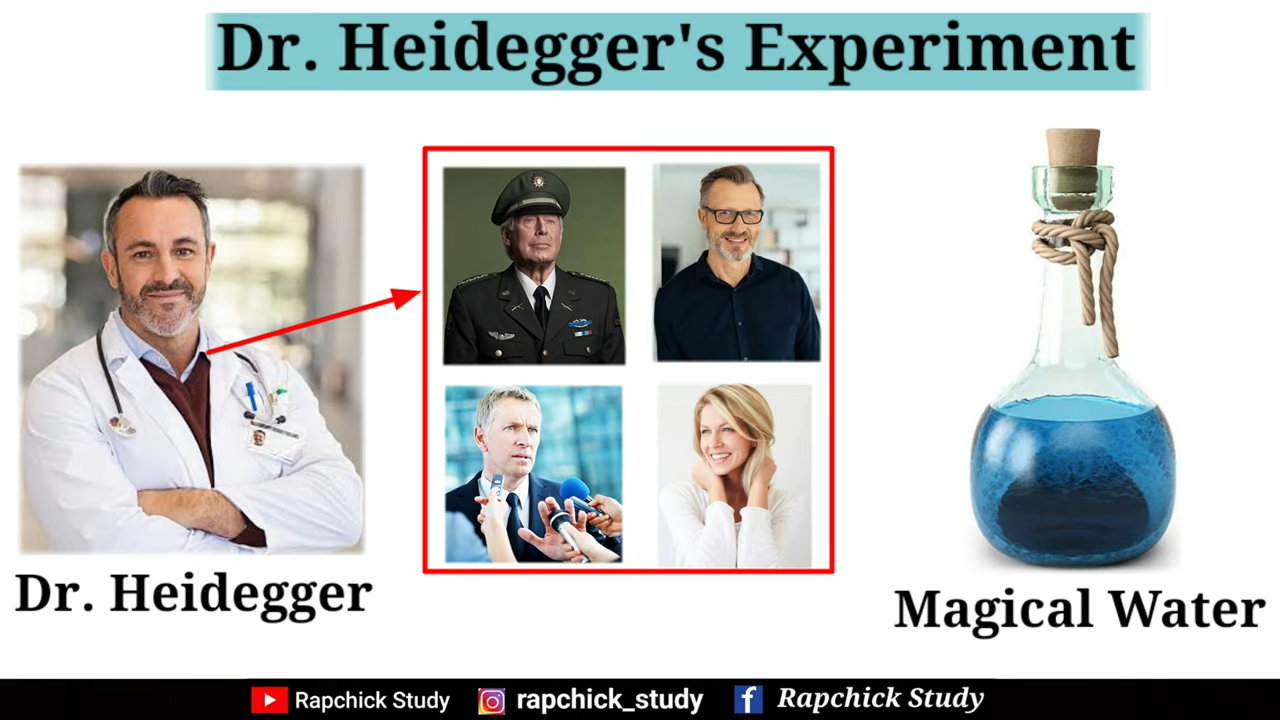 Dr. Heidegger's Experiment
Dr. Heidegger
Magical Water
Rapchick Study rapchick_study Rapchick Study